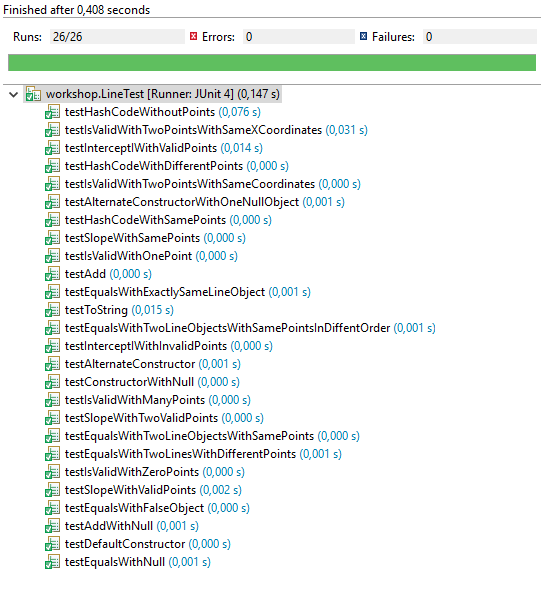 Finished after 0,408 seconds
Runs: 26/26 Errors: 0 Failures: 0
workshop.LineTest [Runner: JUnit 4] (0,147 s)
testHashCodeWithoutPoints (0,076 s)
testIsValidWithTwoPointsWithSameXCoordinates (0,031 s)
testInterceptIWithValidPoints (0,014 s)
testHashCodeWithDifferentPoints (0,000 s)
testIsValidWithTwoPointsWithSameCoordinates (0,000 s)
testAlternateConstructorWithOneNullObject (0,001 s)
testHashCodeWithSamePoints (0,000 s)
testSlopeWithSamePoints (0,000 s)
testIsValidWithOnePoint (0,000 s)
testAdd (0,000 s)
testEqualsWithExactlySameLineObject (0,001 s)
testToString (0,015 s)
testEqualsWithTwoLineObjectsWithSamePointsInDiffentOrder (0,001 s)
testInterceptIWithInvalidPoints (0,000 s)
testAlternateConstructor (0,001 s)
testConstructorWithNull (0,000 s)
testIsValidWithManyPoints (0,000 s)
testSlopeWithTwoValidPoints (0,000 s)
testEqualsWithTwoLineObjectsWithSamePoints (0,000 s)
testEqualsWithTwoLinesWithDifferentPoints (0,001 s)
testIsValidWithZeroPoints (0,000 s)
testSlopeWithValidPoints (0,002 s)
testEqualsWithFalseObject (0,000 s)
testAddWithNull (0,001 s)
testDefaultConstructor (0,000 s)
testEqualsWithNull (0,001 s)